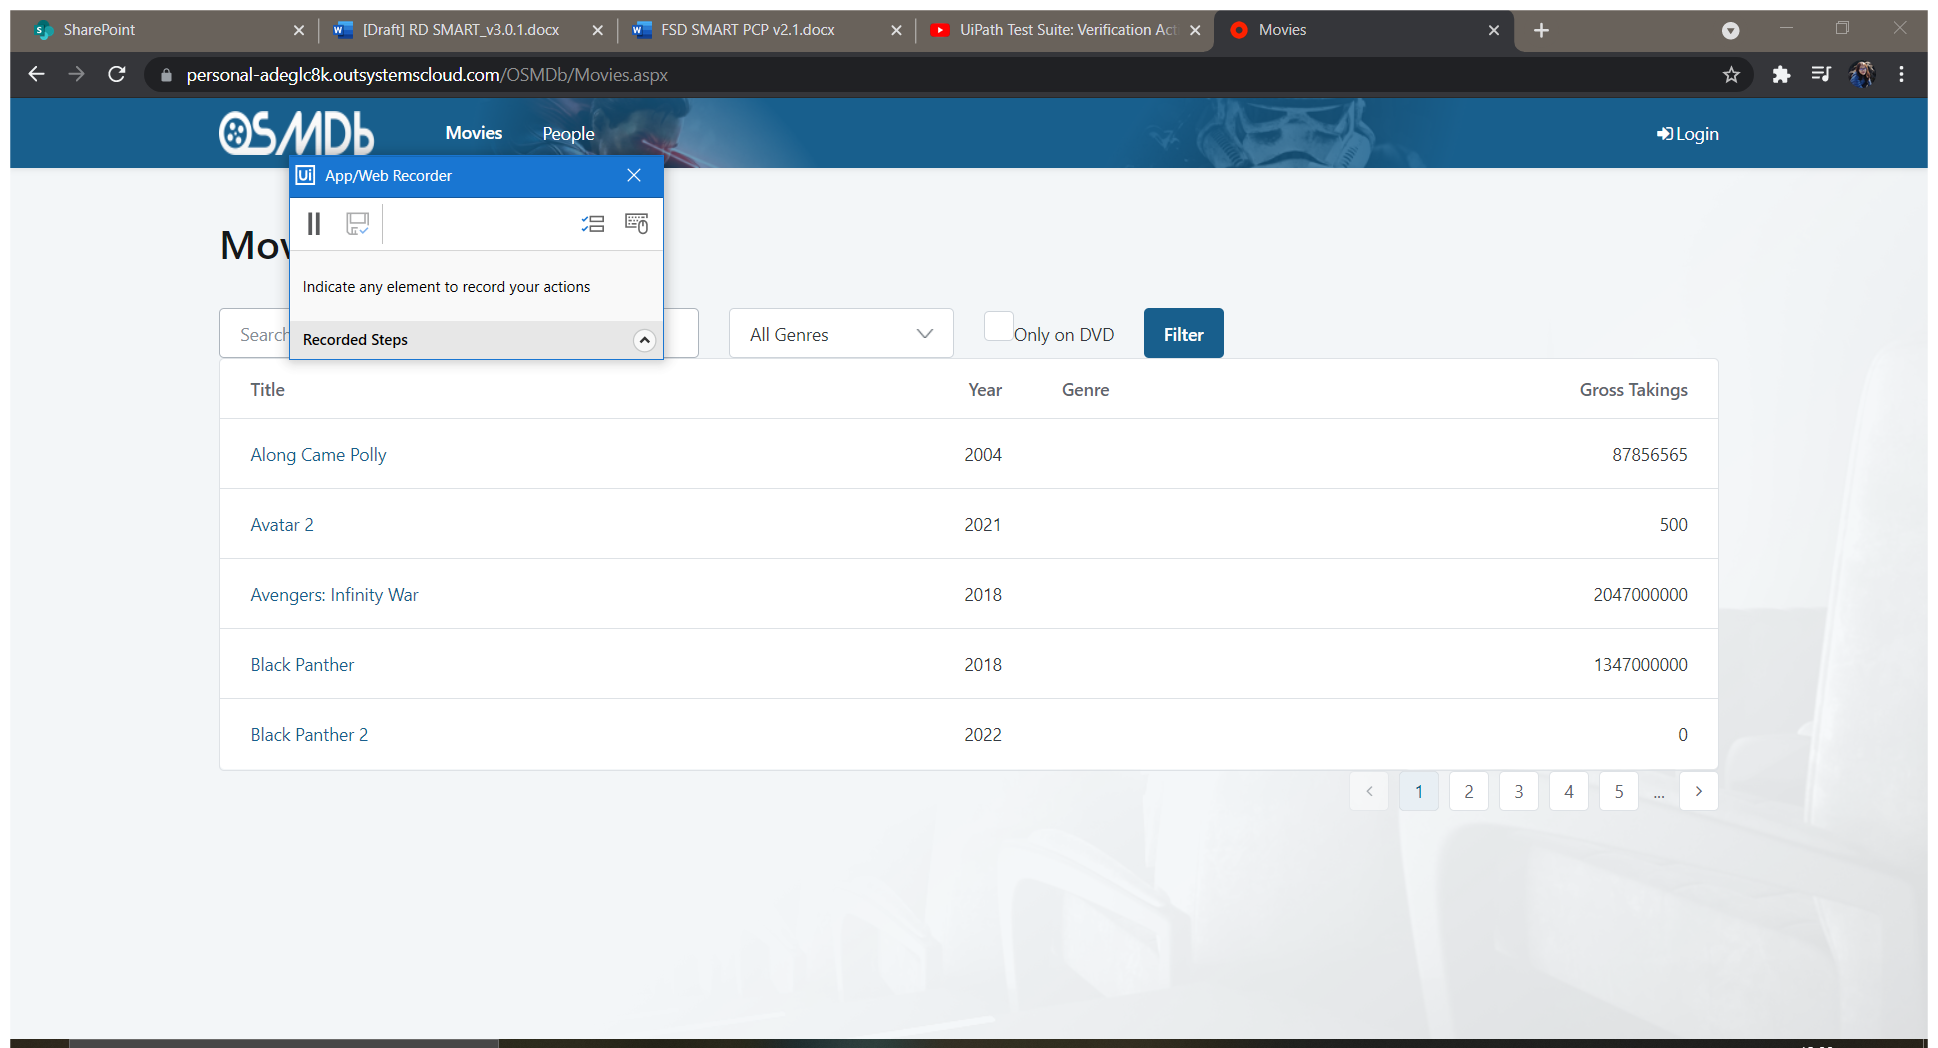 SharePoint
[Draft] RD SMART_v3.0.1.docx
FSD SMART PCP v2.1.docx
UiPath Test Suite: Verification Act
Movies
personal-adeglc8k.outsystemscloud.com/OSMDb/Movies.aspx
OSMDb
Movies
People
Login
Ui App/Web Recorder
Mov
Indicate any element to record your actions
Search
Recorded Steps
All Genres
Only on DVD
Filter
Title Year Genre Gross Takings
Along Came Polly 2004 87856565
Avatar 2 2021 500
Avengers: Infinity War 2018 2047000000
Black Panther 2018 1347000000
Black Panther 2 2022 0
1 2 3 4 5 ...